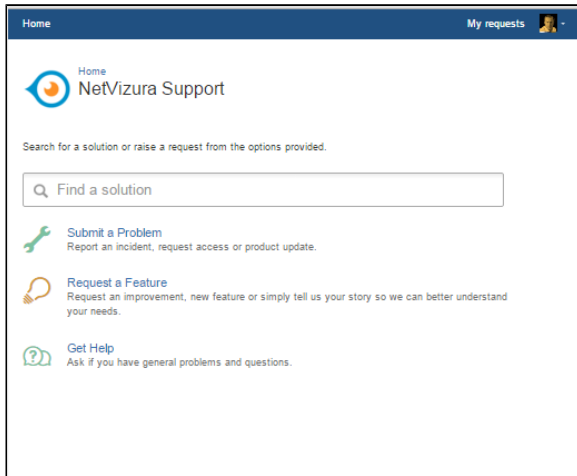 Home
My requests
Home
NetVizura Support
Search for a solution or raise a request from the options provided.
Find a solution
Submit a Problem
Report an incident, request access or product update.
Request a Feature
Request an improvement, new feature or simply tell us your story so we can better understand
your needs.
Get Help
Ask if you have general problems and questions.